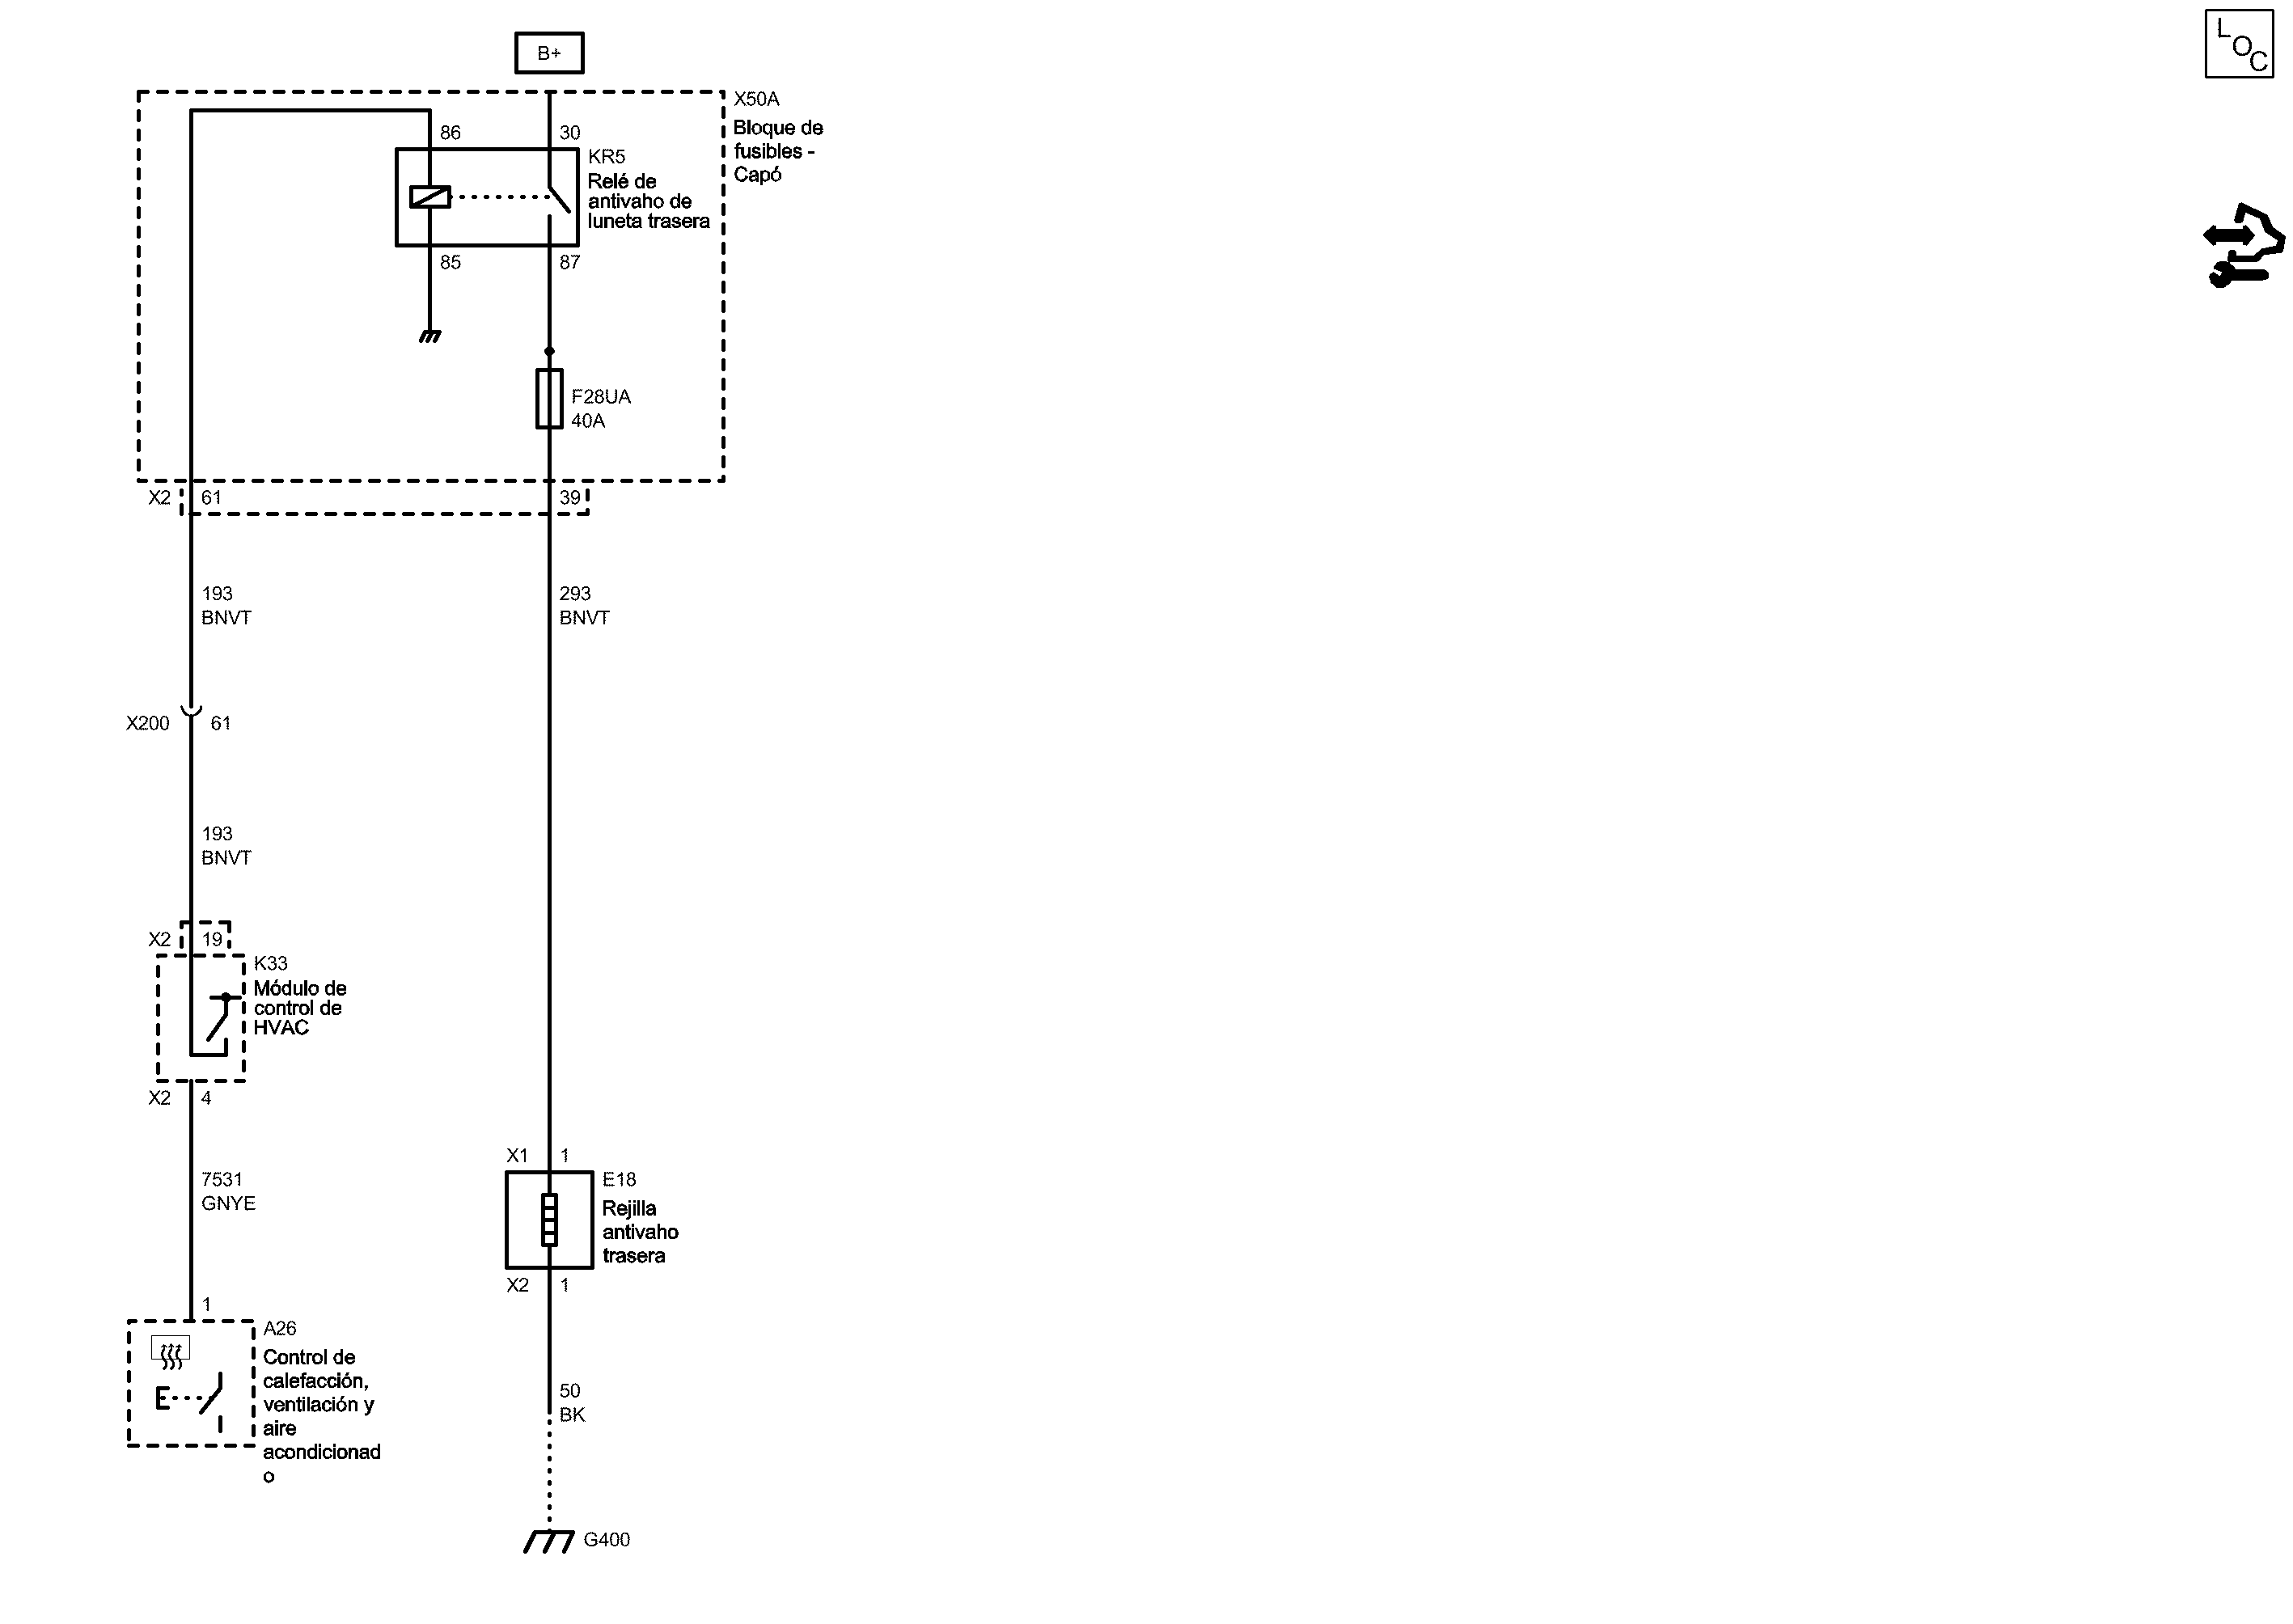 B+
L
O
C
X50A
Bloque de
fusibles -
Capó
86
30
KR5
Relé de
antivaho de
luneta trasera
85
87
F28UA
40A
X2
61
39
193
BNVT
293
BNVT
X200
61
193
BNVT
X2
19
K33
Módulo de
control de
HVAC
X2
4
X1
1
7531
GNYE
E18
Rejilla
antivaho
trasera
X2
1
1
A26
Control de
calefacción,
ventilación y
aire
acondicionad
o
50
BK
G400